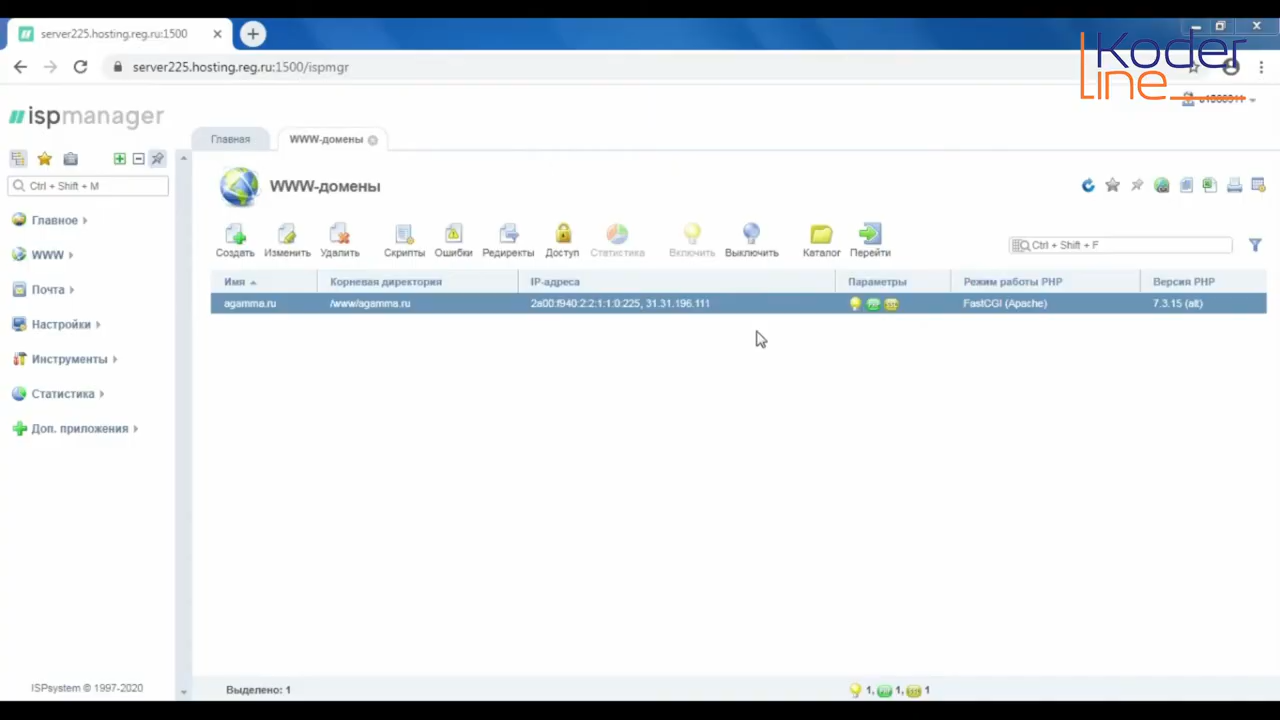 server225.hosting.reg.ru:1500
server225.hosting.reg.ru:1500/ispmgr
Koder
line
ispmanager
Главная
WWW-домены
Ctrl + Shift + M
WWW-домены
Главное
WWW
Почта
Настройки
Инструменты
Статистика
Доп. приложения
Создать Изменить Удалить Скрипты Ошибки Редиректы Доступ Статистика Включить Выключить Каталог Перейти
Ctrl + Shift + F
Имя Корневая директория IP-адреса Параметры Режим работы PHP Версия PHP
agamma.ru /www/agamma.ru 2a00:f940:2:2:1:1:0:225, 31.31.196.111 FastCGI (Apache) 7.3.15 (alt)
ISPsystem © 1997-2020
Выделено: 1
1, 1, 1